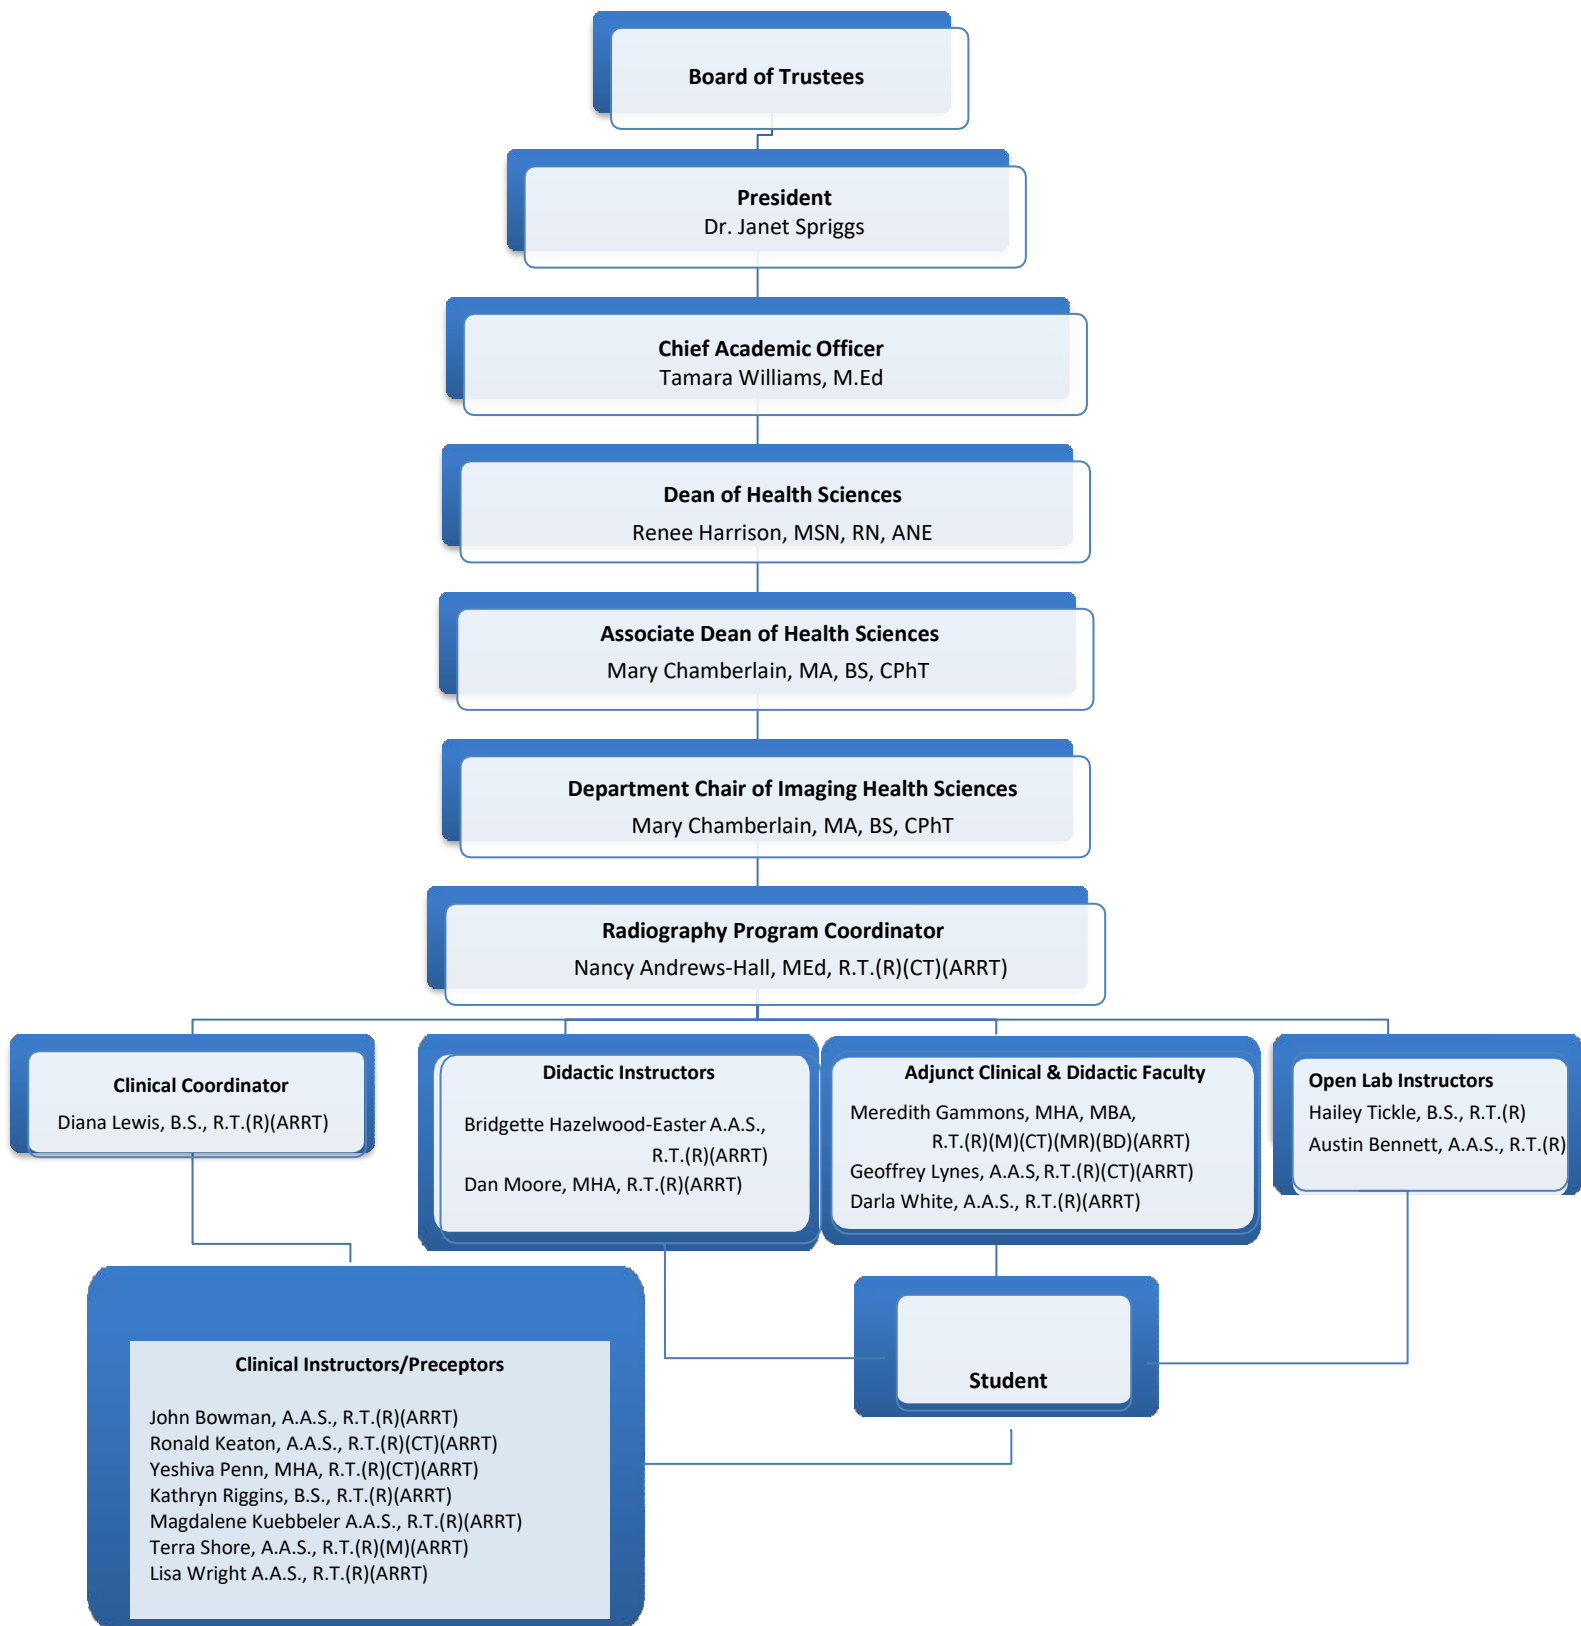 Board of Trustees
President
Dr. Janet Spriggs
Chief Academic Officer
Tamara Williams, M.Ed
Dean of Health Sciences
Renee Harrison, MSN, RN, ANE
Associate Dean of Health Sciences
Mary Chamberlain, MA, BS, CPhT
Department Chair of Imaging Health Sciences
Mary Chamberlain, MA, BS, CPhT
Radiography Program Coordinator
Nancy Andrews-Hall, MEd, R.T.(R)(CT)(ARRT)
Clinical Coordinator
Diana Lewis, B.S., R.T.(R)(ARRT)
Didactic Instructors
Bridgette Hazelwood-Easter A.A.S.,
R.T.(R)(ARRT)
Dan Moore, MHA, R.T.(R)(ARRT)
Adjunct Clinical & Didactic Faculty
Meredith Gammons, MHA, MBA,
R.T.(R)(M)(CT)(MR)(BD)(ARRT)
Geoffrey Lynes, A.A.S, R.T.(R)(CT)(ARRT)
Darla White, A.A.S., R.T.(R)(ARRT)
Open Lab Instructors
Hailey Tickle, B.S., R.T.(R)
Austin Bennett, A.A.S., R.T.(R)
Clinical Instructors/Preceptors
John Bowman, A.A.S., R.T.(R)(ARRT)
Ronald Keaton, A.A.S., R.T.(R)(CT)(ARRT)
Yeshiva Penn, MHA, R.T.(R)(CT)(ARRT)
Kathryn Riggins, B.S., R.T.(R)(ARRT)
Magdalene Kuebbeler A.A.S., R.T.(R)(ARRT)
Terra Shore, A.A.S., R.T.(R)(M)(ARRT)
Lisa Wright A.A.S., R.T.(R)(ARRT)
Student